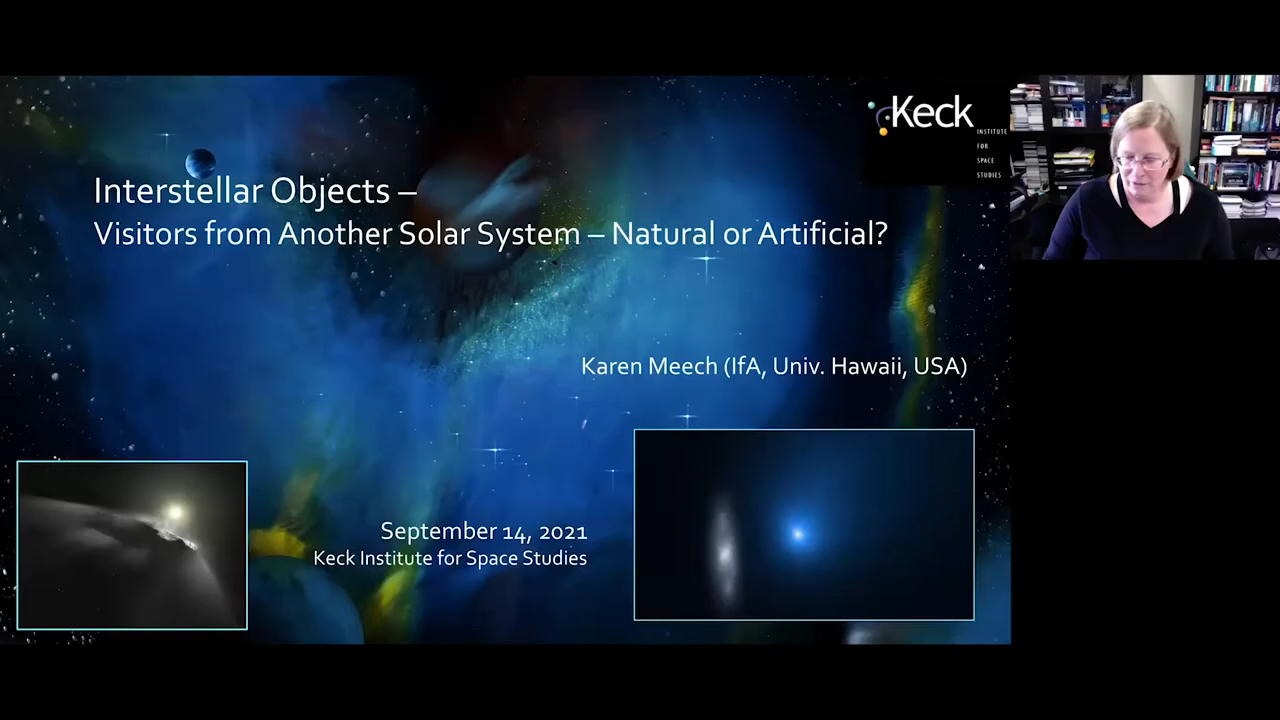 Keck
INSTITUTE
FOR
SPACE
STUDIES
Interstellar Objects –
Visitors from Another Solar System – Natural or Artificial?
Karen Meech (IfA, Univ. Hawaii, USA)
September 14, 2021
Keck Institute for Space Studies